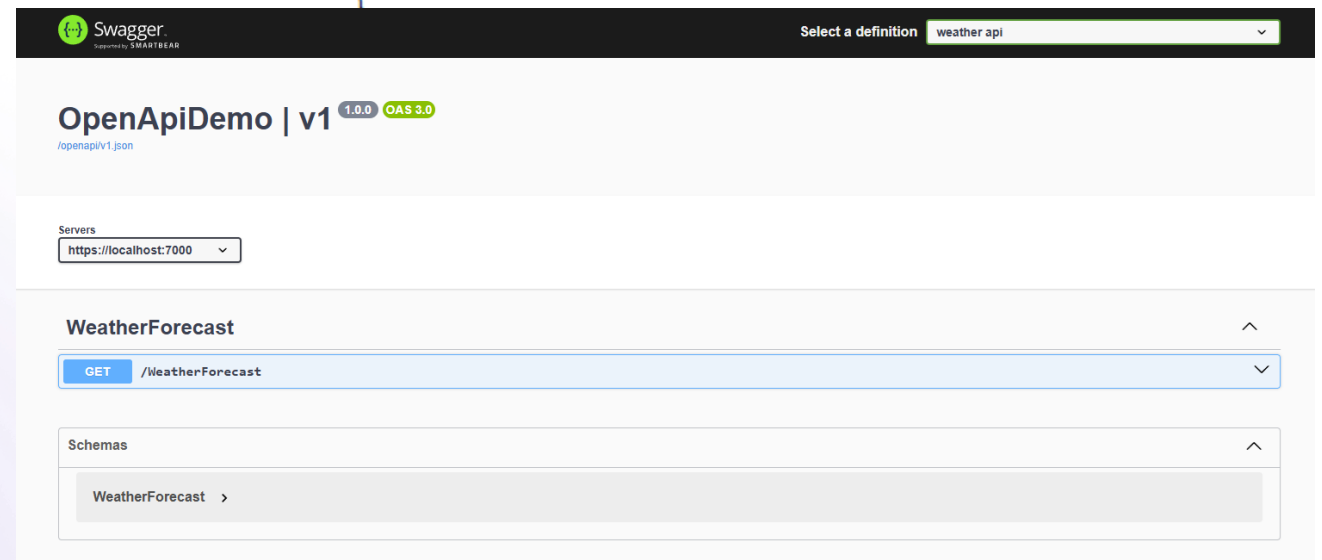 Swagger.
Supported by SMARTBEAR
Select a definition weather api
OpenApiDemo | v1 1.0.0 OAS 3.0
/openapi/v1.json
Servers
https://localhost:7000
WeatherForecast
GET /WeatherForecast
Schemas
WeatherForecast